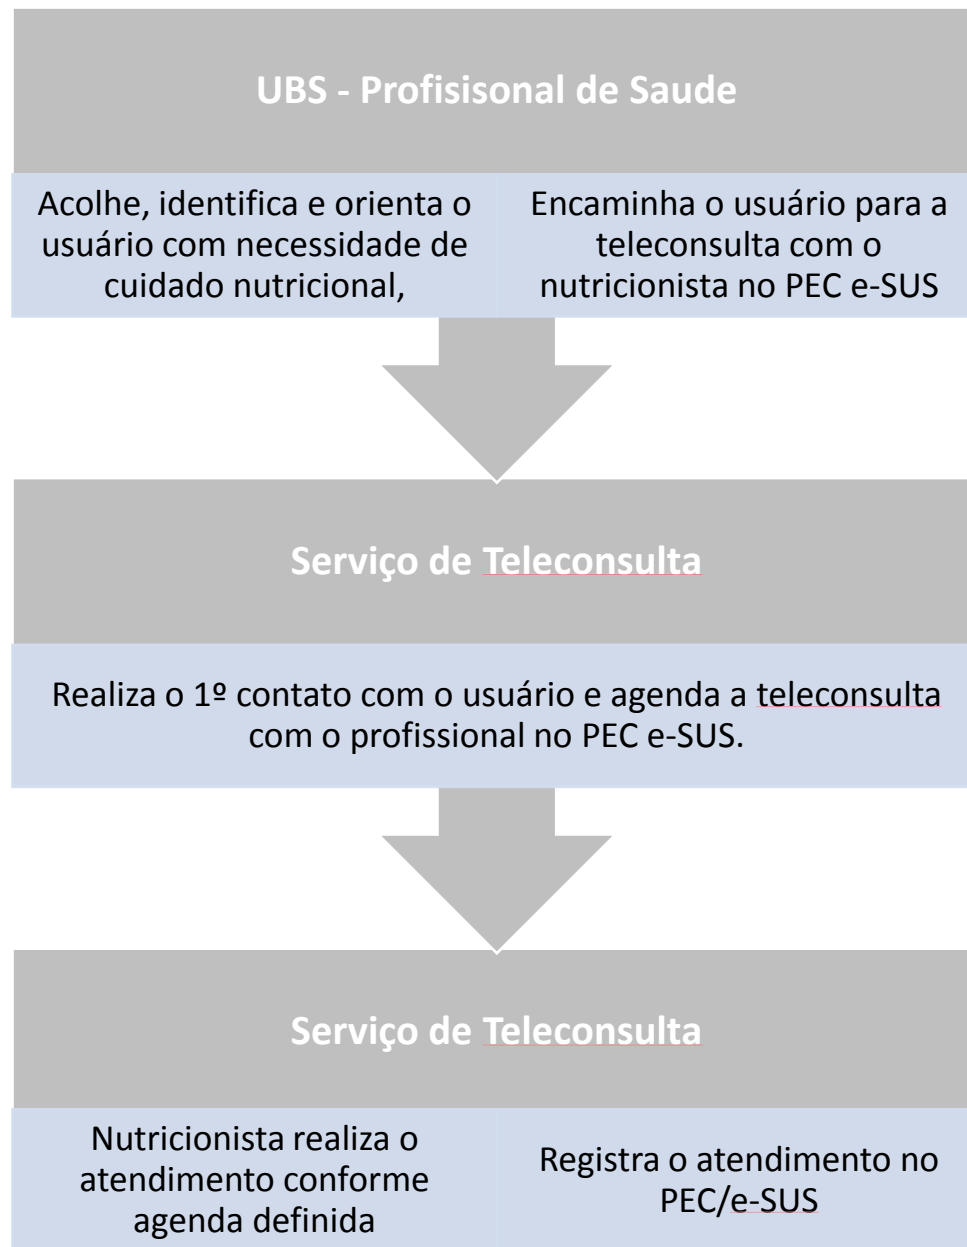 UBS - Profisisonal de Saude
Acolhe, identifica e orienta o
usuário com necessidade de
cuidado nutricional,
Encaminha o usuário para a
teleconsulta com o
nutricionista no PEC e-SUS
Serviço de Teleconsulta
Realiza o 1º contato com o usuário e agenda a teleconsulta
com o profissional no PEC e-SUS.
Serviço de Teleconsulta
Nutricionista realiza o
atendimento conforme
agenda definida
Registra o atendimento no
PEC/e-SUS